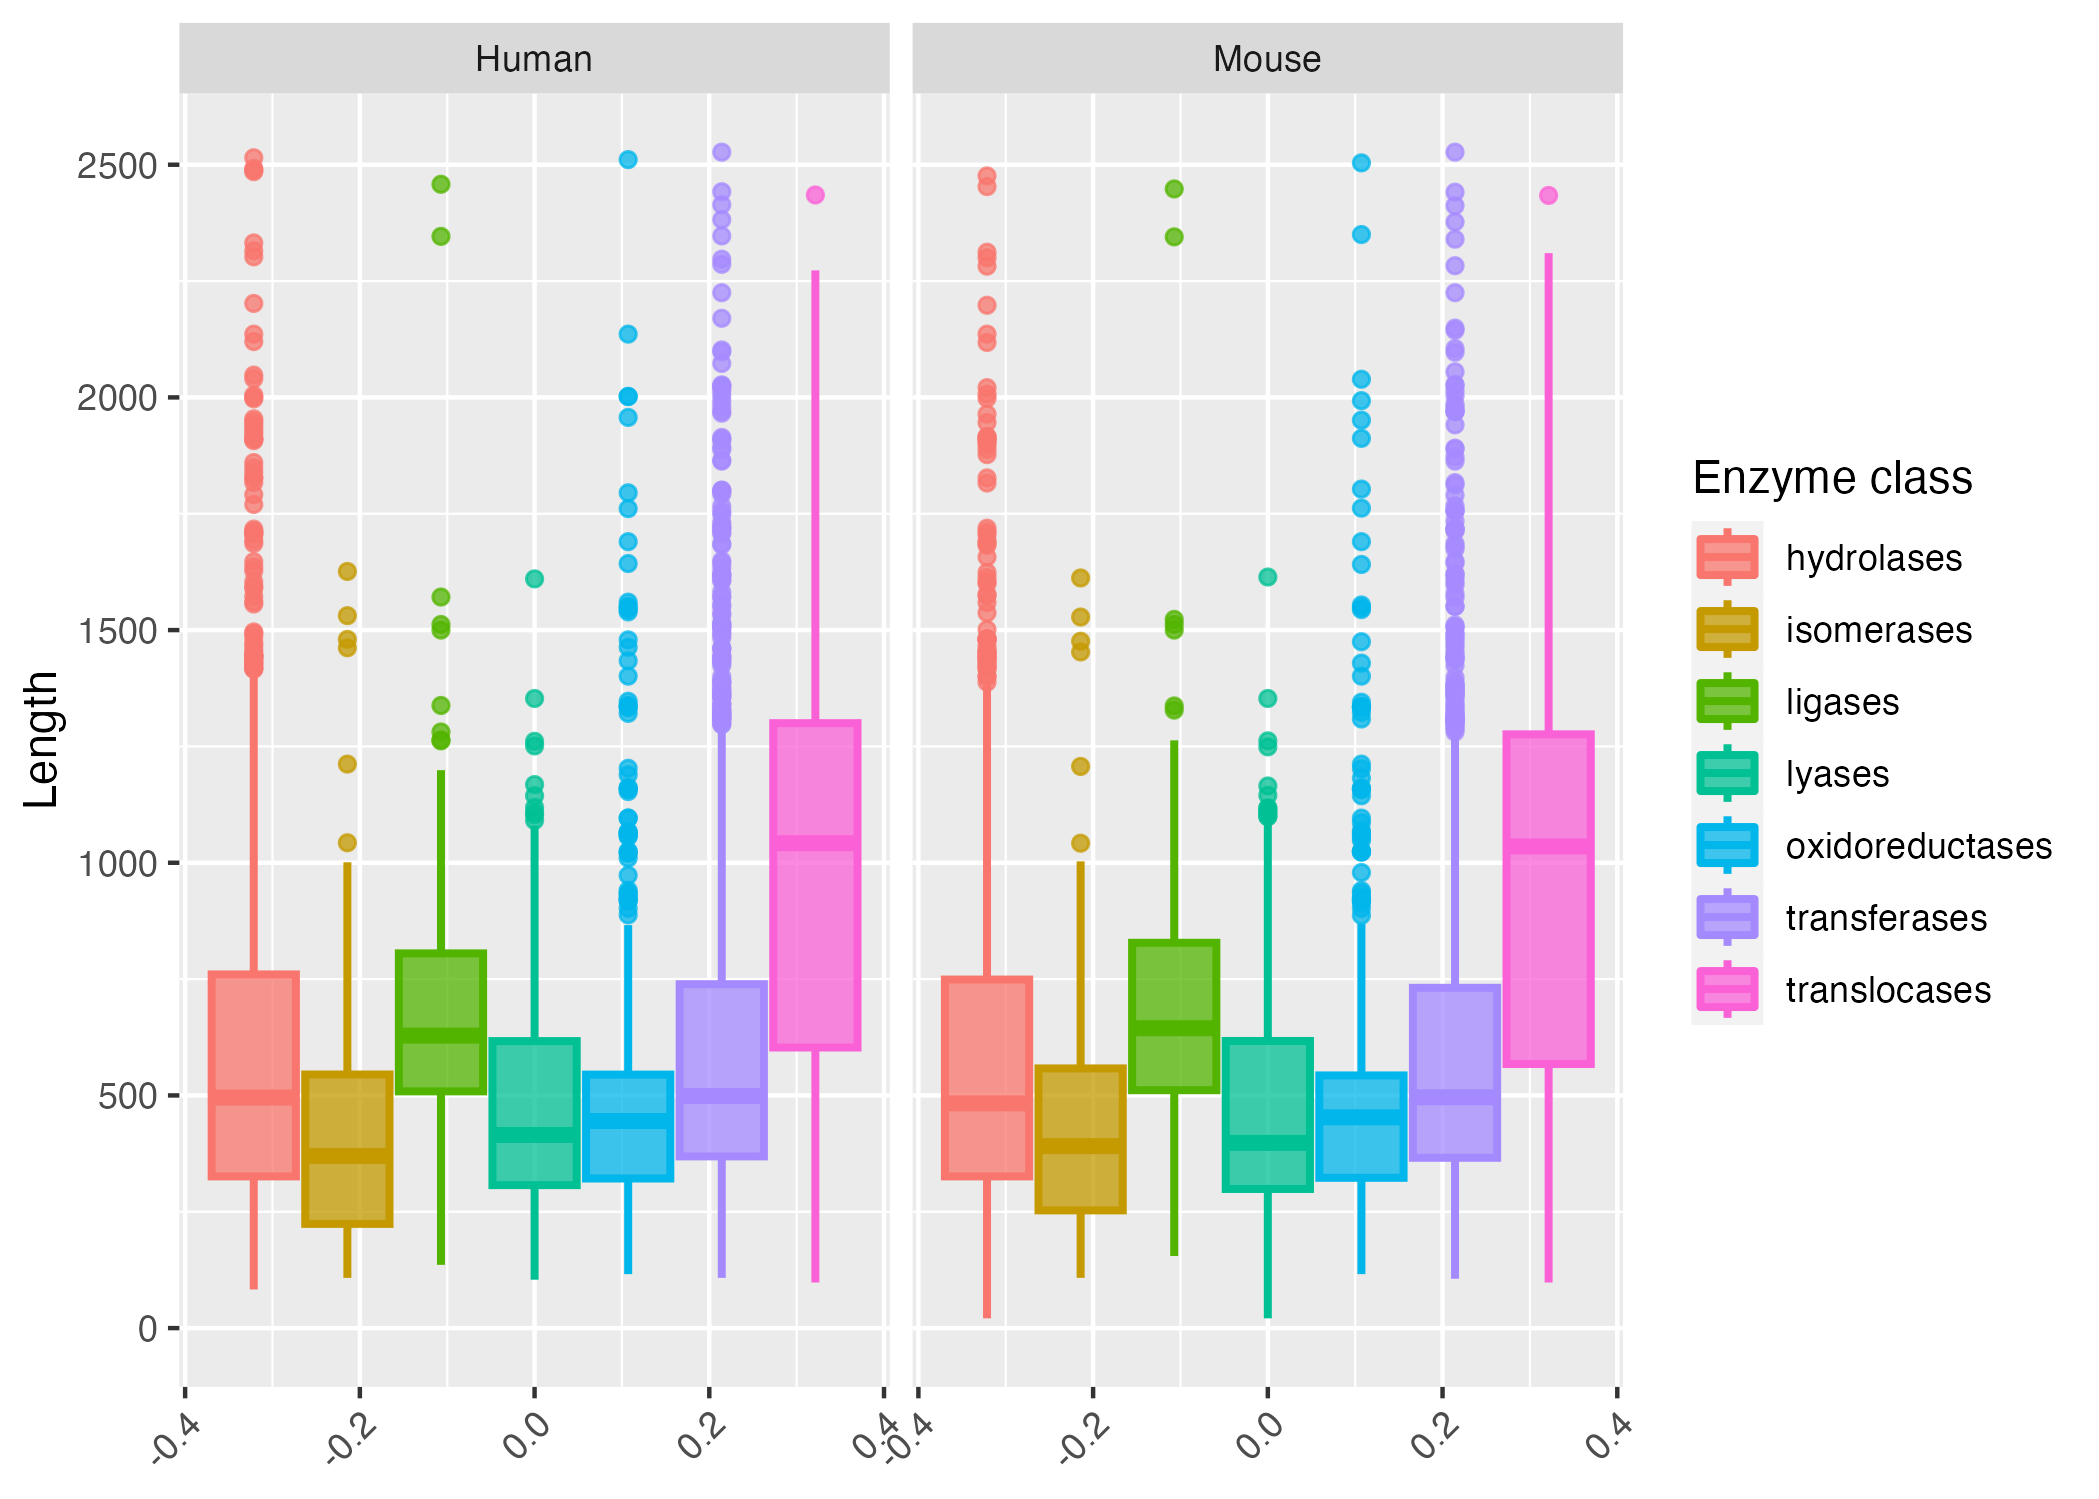 Human
Mouse
Length
2500
2000
1500
1000
500
0
-0.4
-0.2
0.0
0.2
0.4
-0.4
-0.2
0.0
0.2
0.4
Enzyme class
hydrolases
isomerases
ligases
lyases
oxidoreductases
transferases
translocases